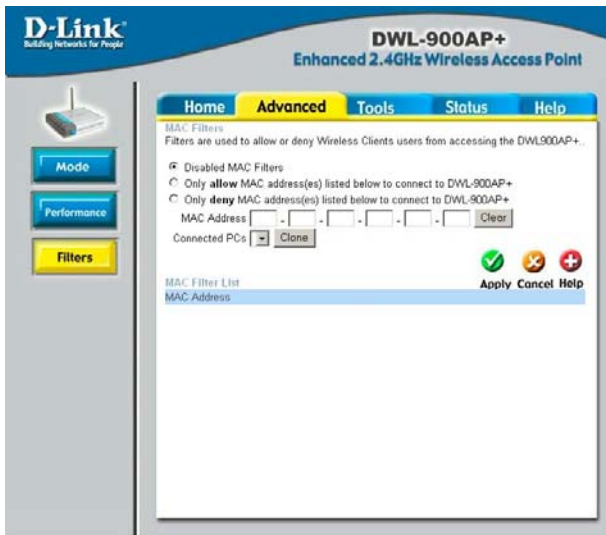 D-Link
Building Networks for People
DWL-900AP+
Enhanced 2.4GHz Wireless Access Point
Home Advanced Tools Status Help
Mode
Performance
Filters
MAC Filters
Filters are used to allow or deny Wireless Clients users from accessing the DWL900AP+..
Disabled MAC Filters
Only allow MAC address(es) listed below to connect to DWL-900AP+
Only deny MAC address(es) listed below to connect to DWL-900AP+
MAC Address - - - - - Clear
Connected PCs Clone
Apply Cancel Help
MAC Filter List
MAC Address